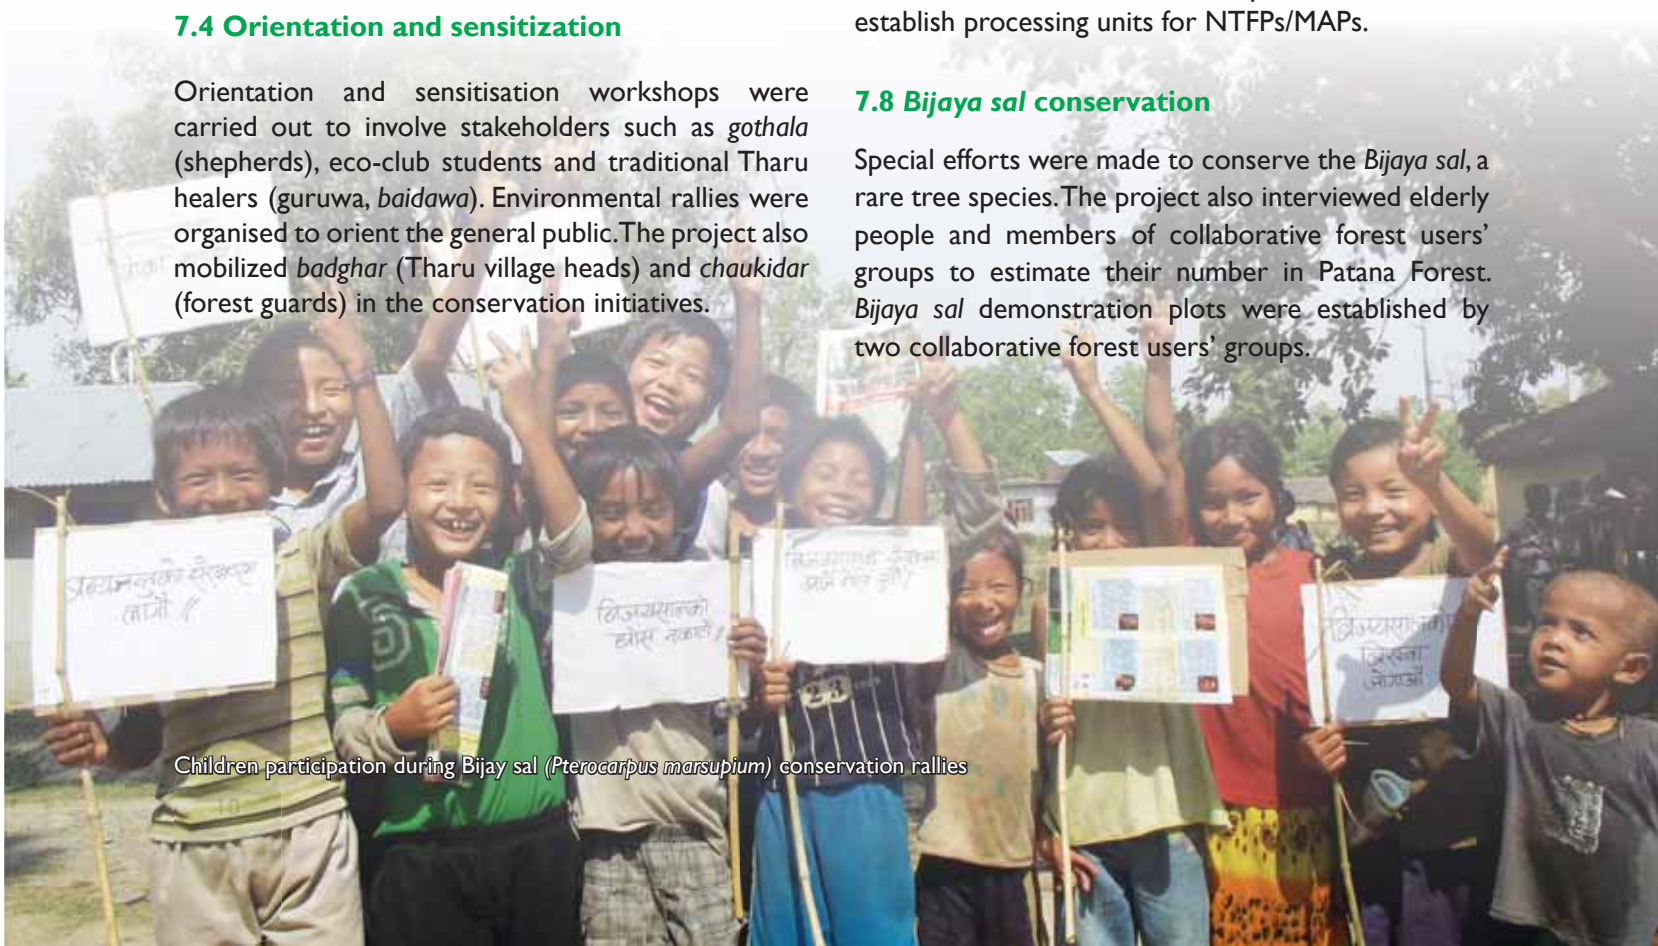 7.4 Orientation and sensitization
Orientation and sensitisation workshops were
carried out to involve stakeholders such as gothala
(shepherds), eco-club students and traditional Tharu
healers (guruwa, baidawa). Environmental rallies were
organised to orient the general public. The project also
mobilized badghar (Tharu village heads) and chaukidar
(forest guards) in the conservation initiatives.
establish processing units for NTFPs/MAPs.
7.8 Bijaya sal conservation
Special efforts were made to conserve the Bijaya sal, a
rare tree species. The project also interviewed elderly
people and members of collaborative forest users'
groups to estimate their number in Patana Forest.
Bijaya sal demonstration plots were established by
two collaborative forest users' groups.
लागौं //
बिजयसालको
बिजयसालको
बिरुवा
23
Children participation during Bijay sal (Pterocarpus marsupium) conservation rallies
10